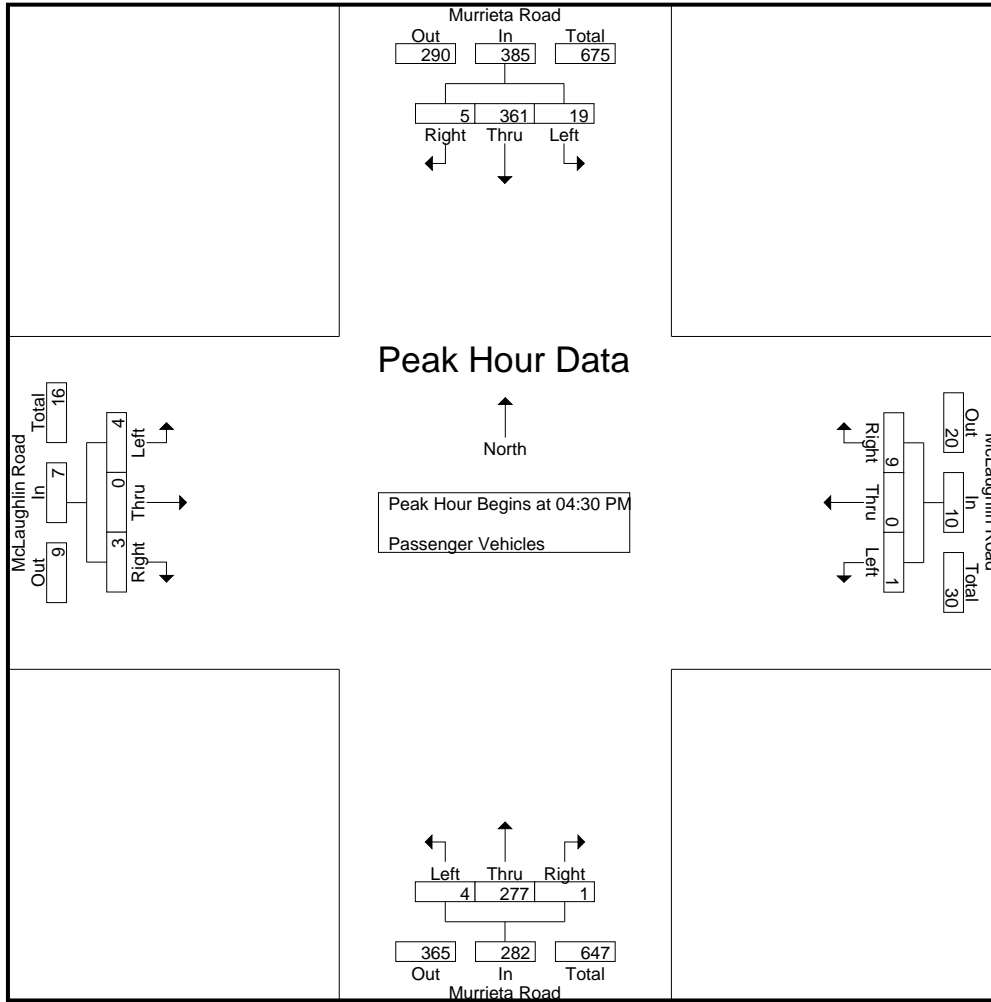 Murrieta Road
Out In Total
290 385 675
5 361 19
Right Thru Left
Peak Hour Data
North
Peak Hour Begins at 04:30 PM
Passenger Vehicles
McLaughlin Road
Total In Out
16 7 9
4 0 3
Left Thru Right
McLaughlin Road
Out In Total
20 10 30
9 0 1
Right Thru Left
Left Thru Right
4 277 1
365 282 647
Out In Total
Murrieta Road